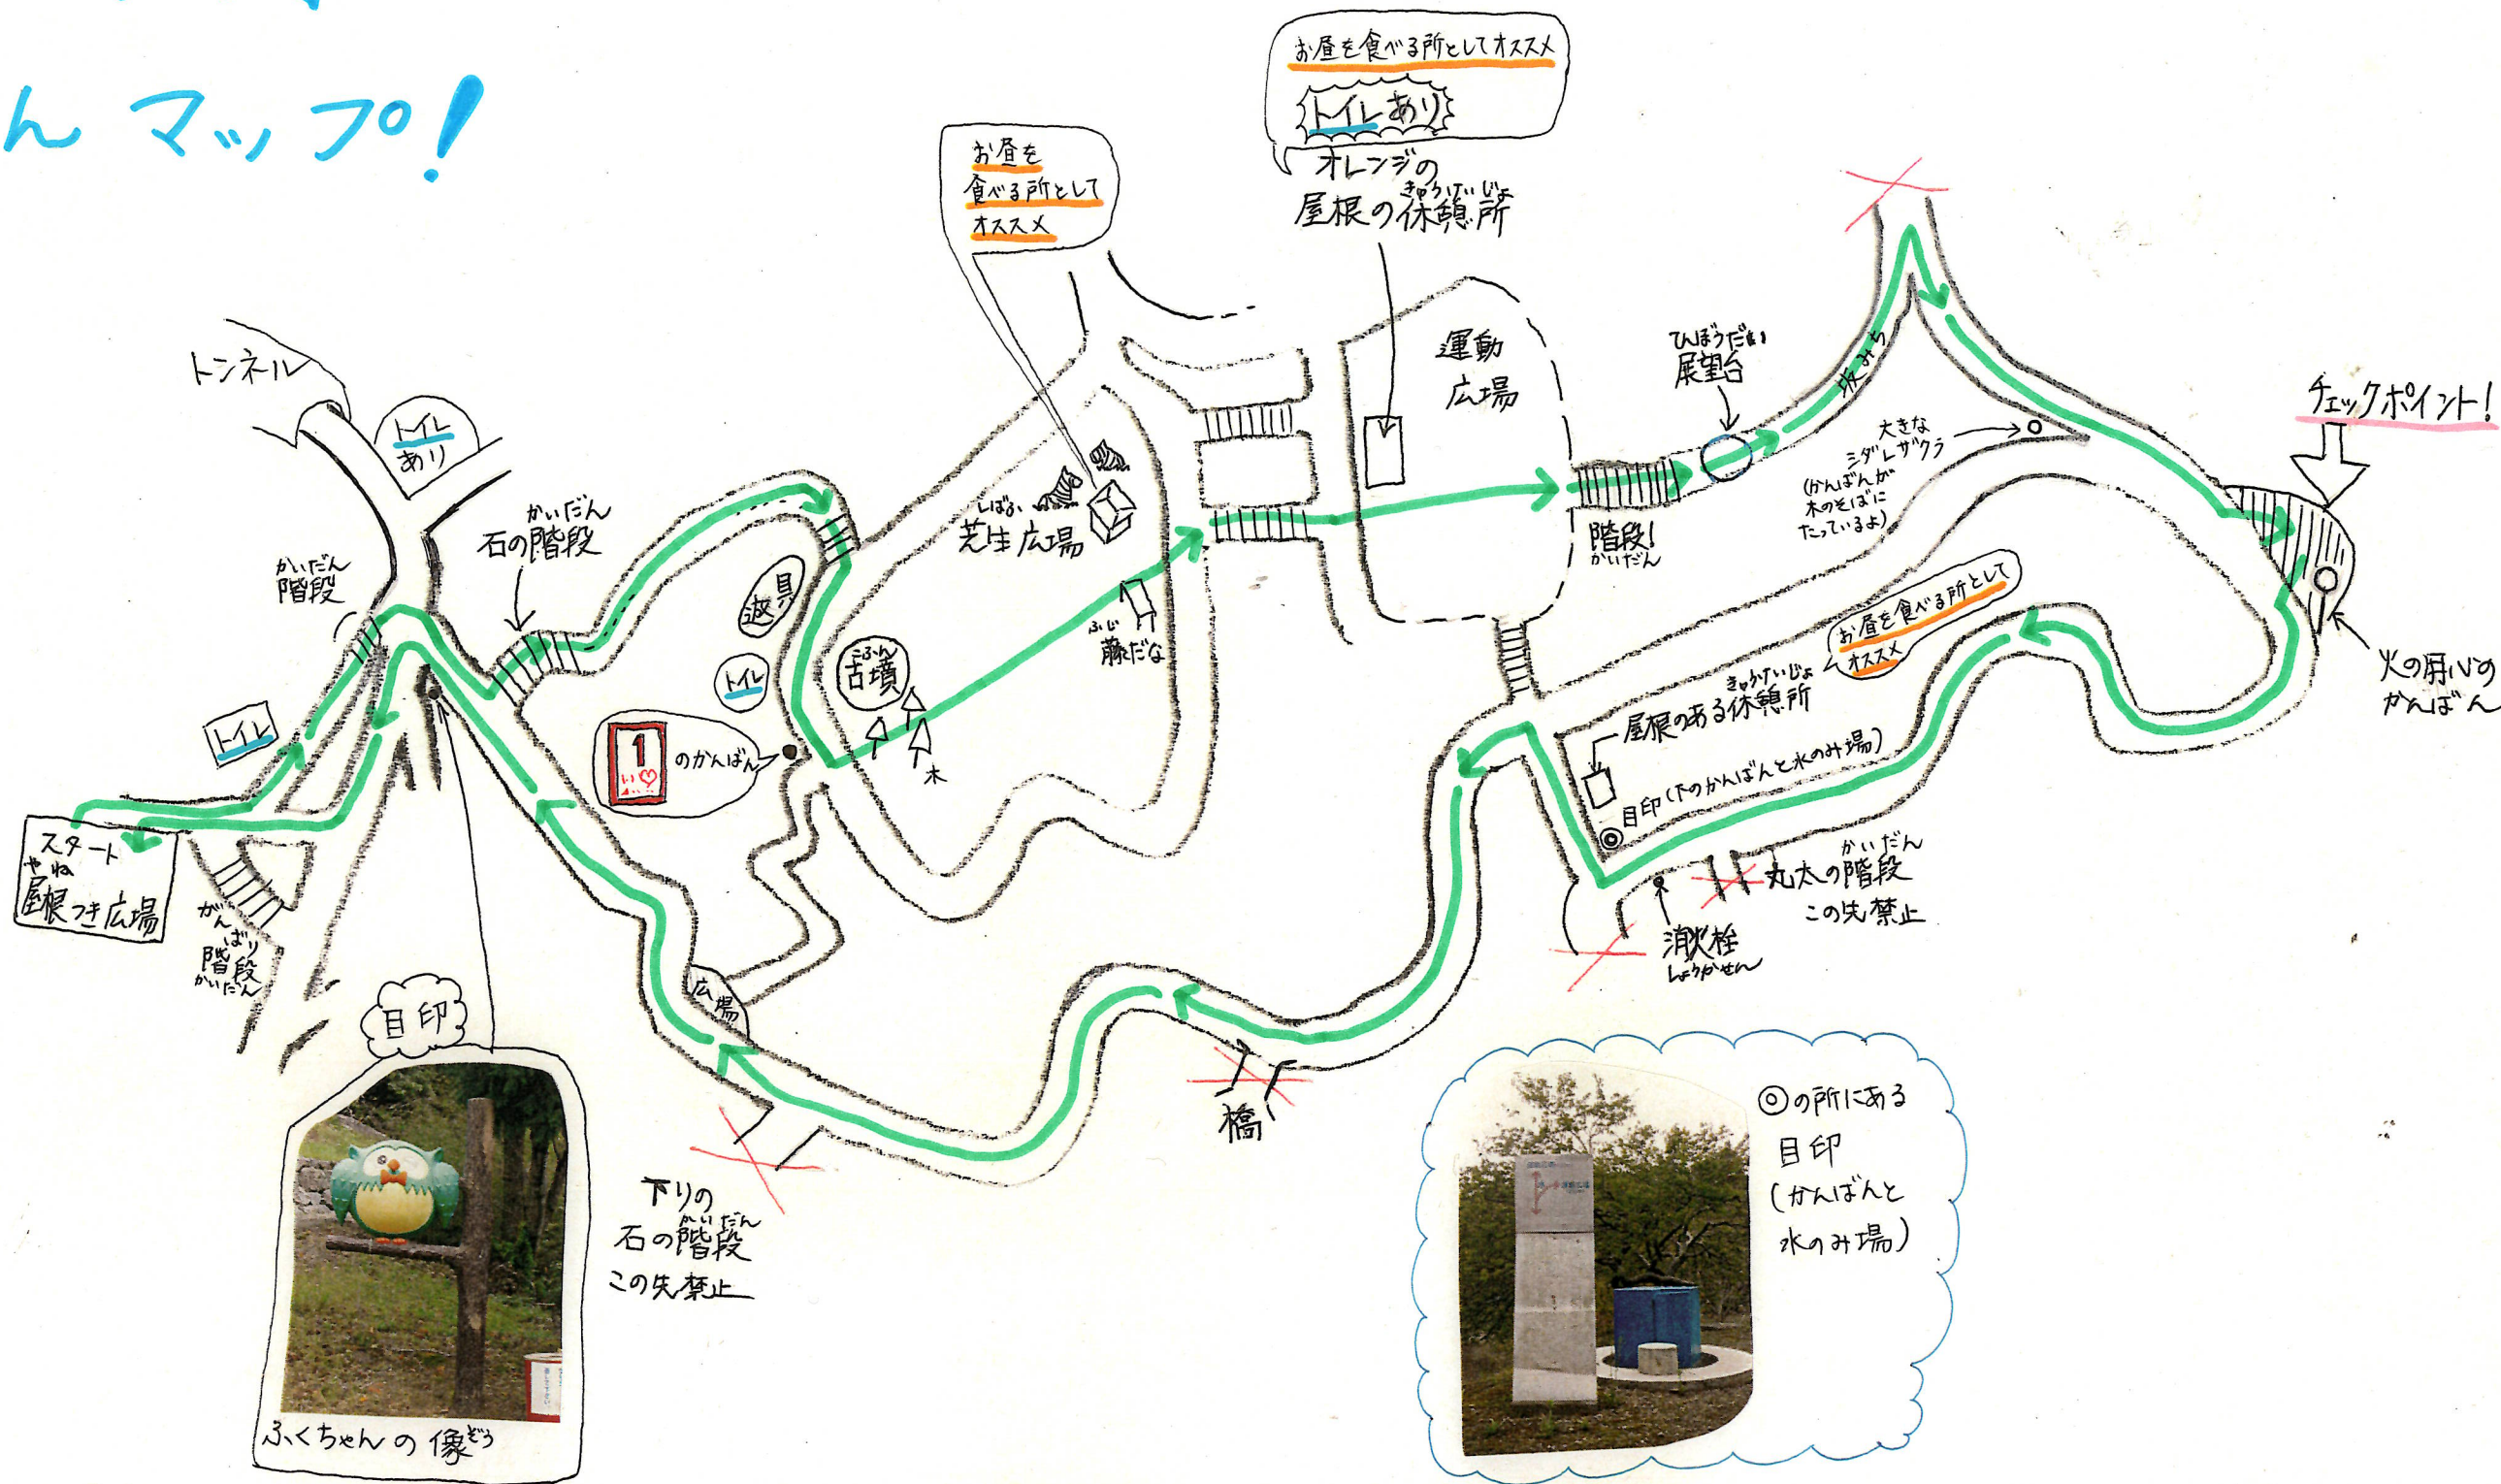 ん マップ!
お昼を食べる所としてオススメ
トイレあり
オレンジの
きゅうけいじょ
屋根の休憩所
お昼を
食べる所として
オススメ
トンネル
トイレ
あり
かいだん
階段
かいだん
石の階段
遊具
トイレ
トイレ
しばふ
芝生広場
こふん
古墳
木
ふじ
藤だな
1
のかんばん
運動
広場
階段!
かいだん
てんぼうだい
展望台
坂みち
大きな
シダレザクラ
(かんばんが
木のそばに
たっているよ)
チェックポイント!
火の用心の
かんばん
お昼を食べる所として
オススメ
きゅうけいじょ
屋根のある休憩所
目印(下のかんばんと水のみ場)
かいだん
丸太の階段
この先禁止
消火栓
しょうかせん
橋
広場
下りの
かいだん
石の階段
この先禁止
スタート
やね
屋根つき広場
がんばり
階段
かいだん
目印
ふくちゃんの像
ぞう
◎の所にある
目印
(かんばんと
水のみ場)